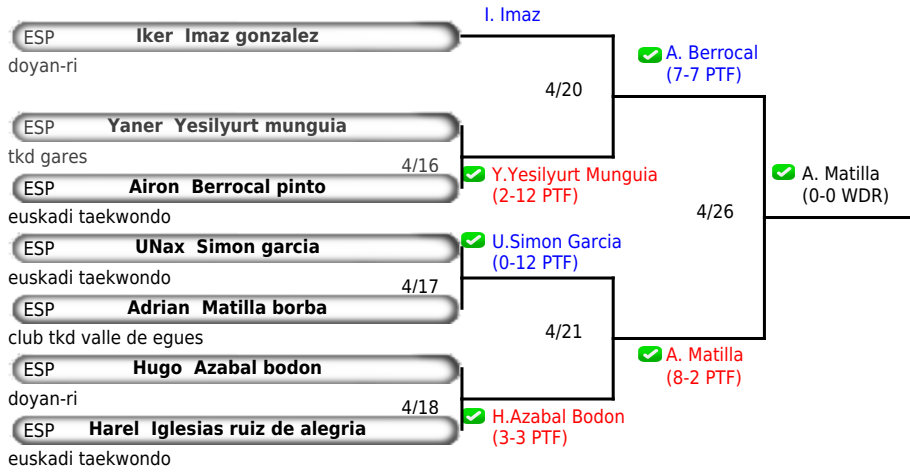 I. Imaz
ESP Iker Imaz gonzalez
doyan-ri
A. Berrocal
(7-7 PTF)
4/20
ESP Yaner Yesilyurt munguia
tkd gares
4/16
Y.Yesilyurt Munguia
(2-12 PTF)
A. Matilla
(0-0 WDR)
ESP Airon Berrocal pinto
euskadi taekwondo
4/26
ESP UNax Simon garcia
euskadi taekwondo
U.Simon Garcia
(0-12 PTF)
4/17
ESP Adrian Matilla borba
club tkd valle de egues
4/21
ESP Hugo Azabal bodon
doyan-ri
A. Matilla
(8-2 PTF)
4/18
H.Azabal Bodon
(3-3 PTF)
ESP Harel Iglesias ruiz de alegria
euskadi taekwondo